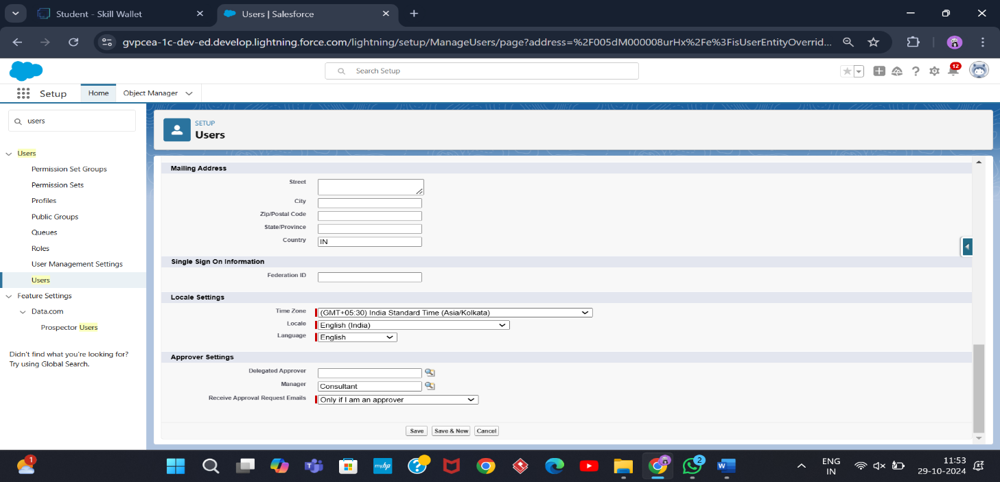 Student - Skill Wallet
Users | Salesforce
gvpcea-1c-dev-ed.develop.lightning.force.com/lightning/setup/ManageUsers/page?address=%2F005dM000008urHx%2Fe%3FisUserEntityOverrid...
Search Setup
12
Setup
Home
Object Manager
users
SETUP
Users
Users
Permission Set Groups
Permission Sets
Profiles
Public Groups
Queues
Roles
User Management Settings
Users
Feature Settings
Data.com
Prospector Users
Didn't find what you're looking for?
Try using Global Search.
Mailing Address
Street
City
Zip/Postal Code
State/Province
Country IN
Single Sign On Information
Federation ID
Locale Settings
Time Zone (GMT+05:30) India Standard Time (Asia/Kolkata)
Locale English (India)
Language English
Approver Settings
Delegated Approver
Manager Consultant
Receive Approval Request Emails Only if I am an approver
Save Save & New Cancel
1
myhp
2
W
ENG
IN
11:53
29-10-2024